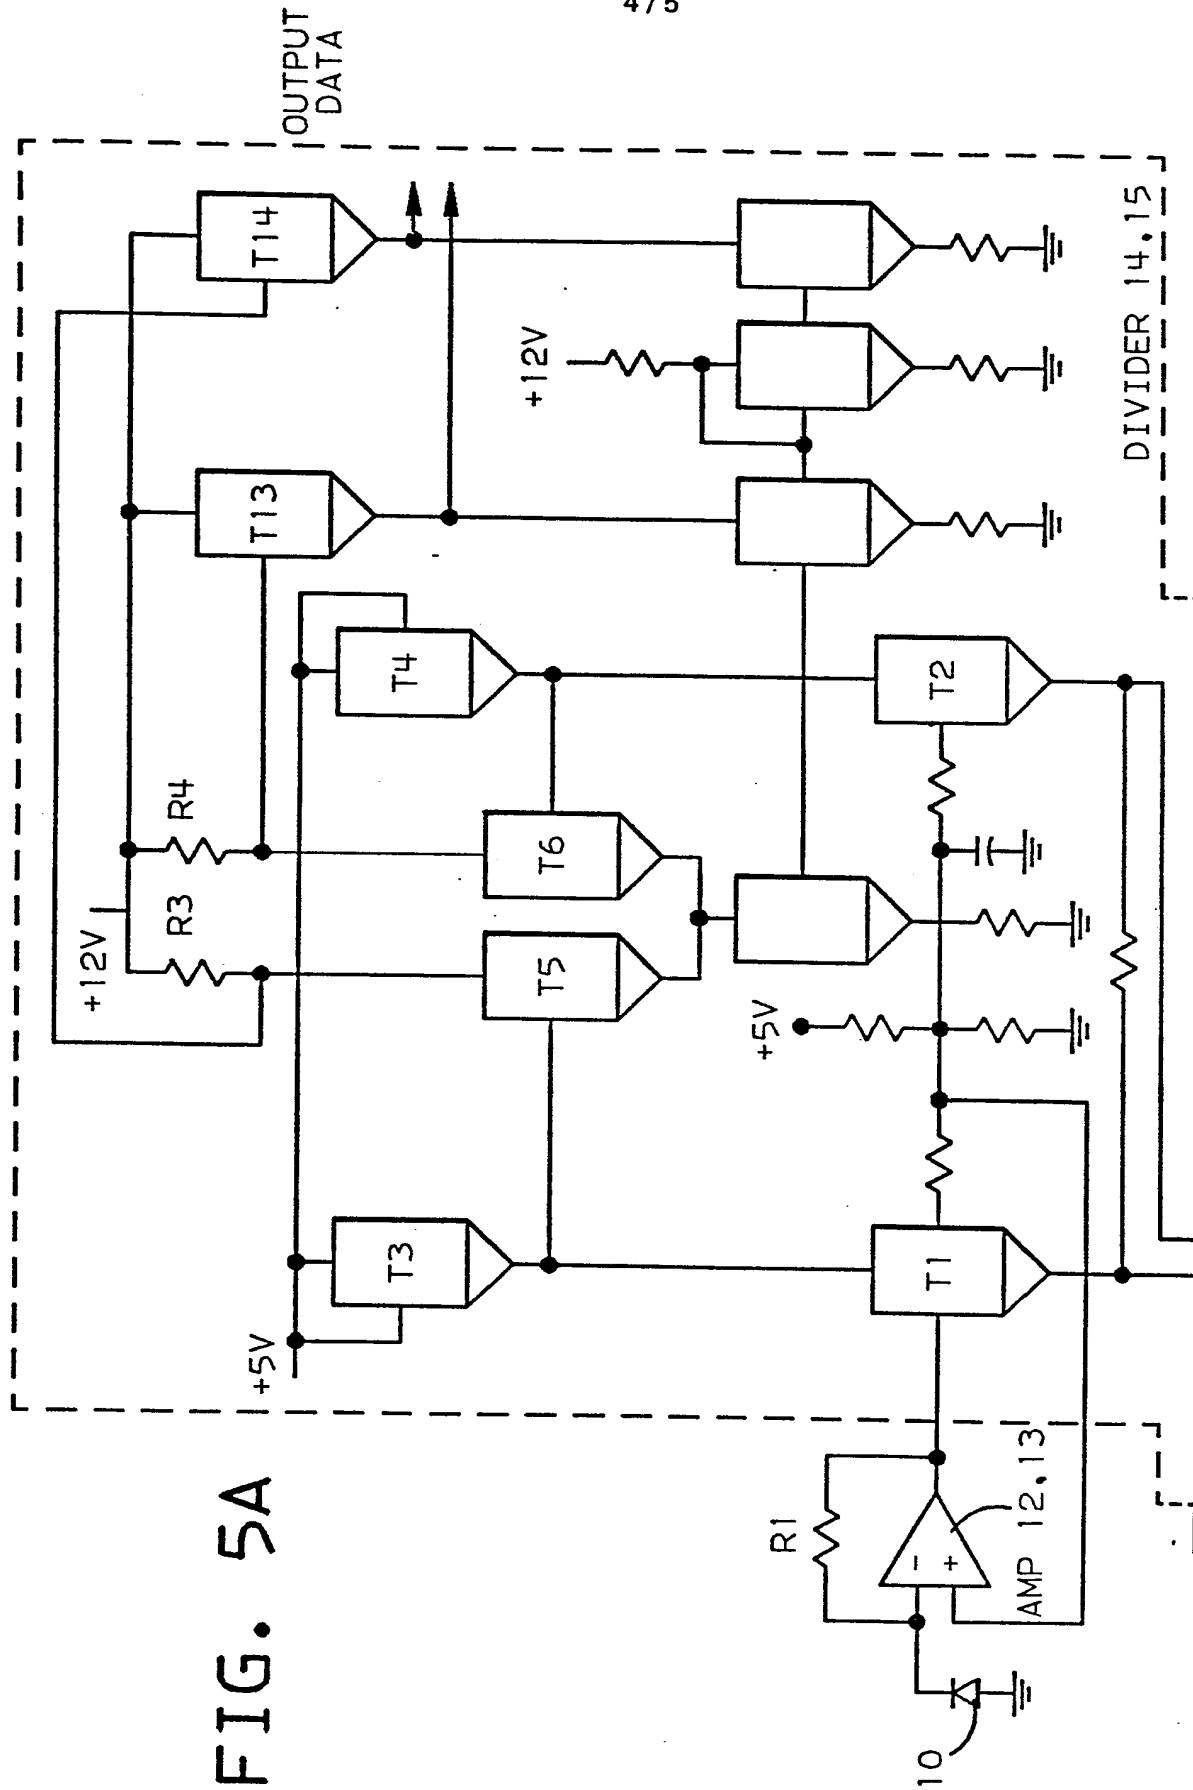 4/5
FIG. 5A
OUTPUT
DATA
+12V
R3
R4
T13
T14
+5V
T3
T4
T5
T6
+12V
+5V
T1
T2
R1
-
+
AMP 12,13
10
DIVIDER 14,15